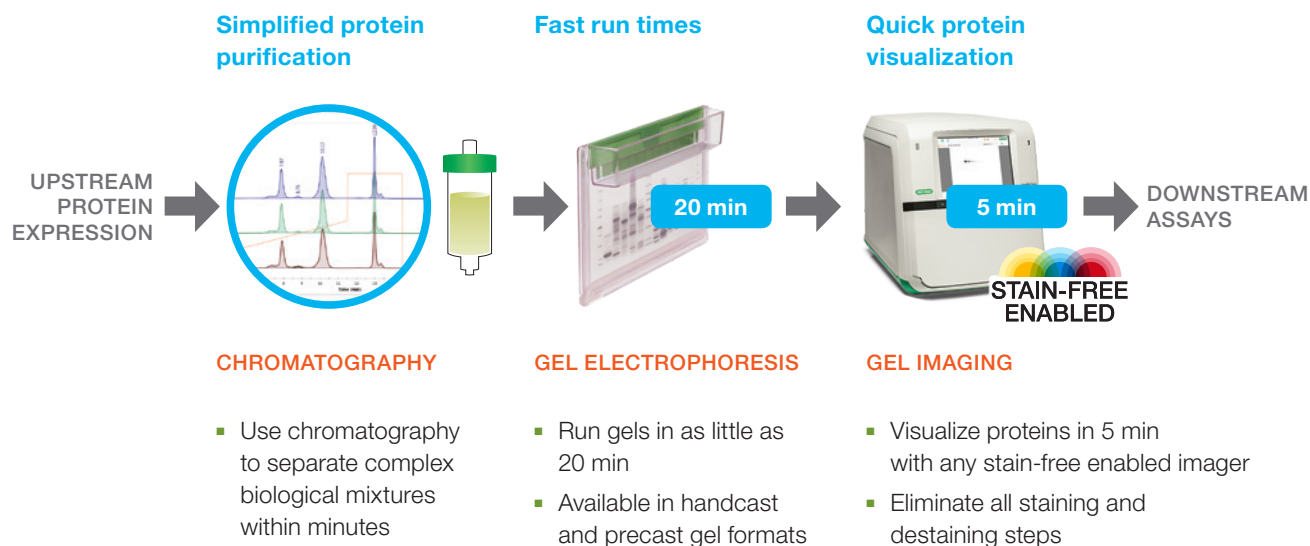 Simplified protein
purification
Fast run times
Quick protein
visualization
UPSTREAM
PROTEIN
EXPRESSION
20 min
5 min
DOWNSTREAM
ASSAYS
STAIN-FREE
ENABLED
CHROMATOGRAPHY
GEL ELECTROPHORESIS
GEL IMAGING
▪ Use chromatography
to separate complex
biological mixtures
within minutes
▪ Run gels in as little as
20 min
▪ Available in handcast
and precast gel formats
▪ Visualize proteins in 5 min
with any stain-free enabled imager
▪ Eliminate all staining and
destaining steps